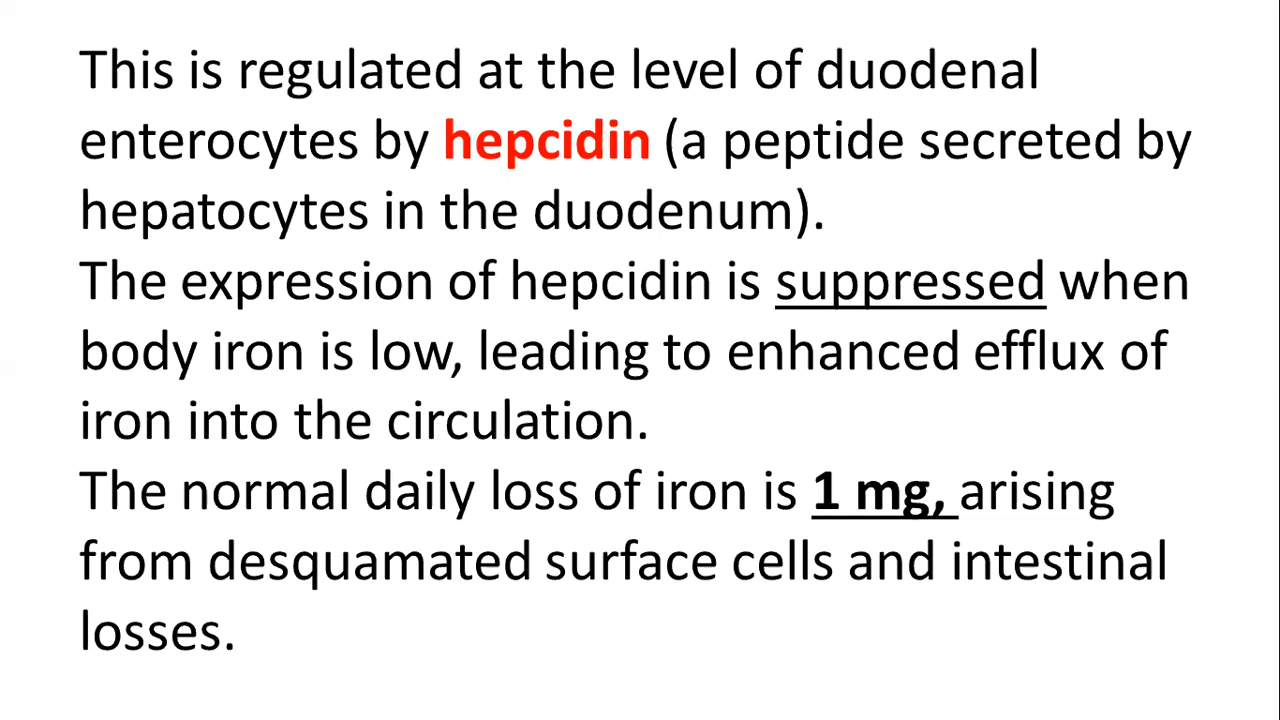 This is regulated at the level of duodenal
enterocytes by hepcidin (a peptide secreted by
hepatocytes in the duodenum).
The expression of hepcidin is suppressed when
body iron is low, leading to enhanced efflux of
iron into the circulation.
The normal daily loss of iron is 1 mg, arising
from desquamated surface cells and intestinal
losses.